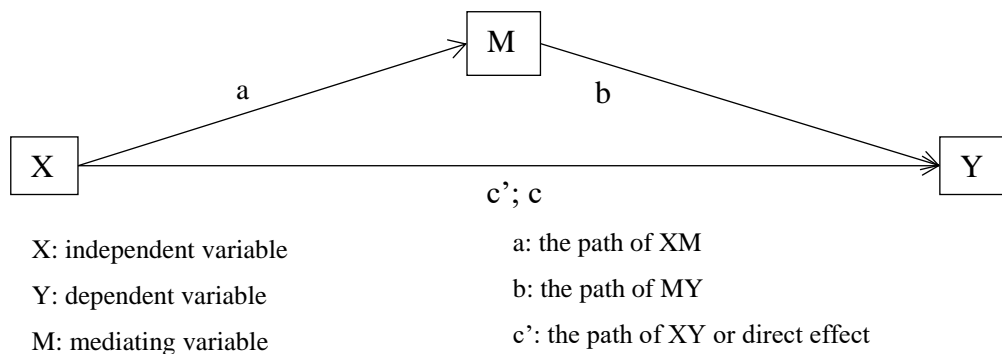 M
a
b
X
Y
c’; c
X: independent variable
Y: dependent variable
M: mediating variable
a: the path of XM
b: the path of MY
c’: the path of XY or direct effect